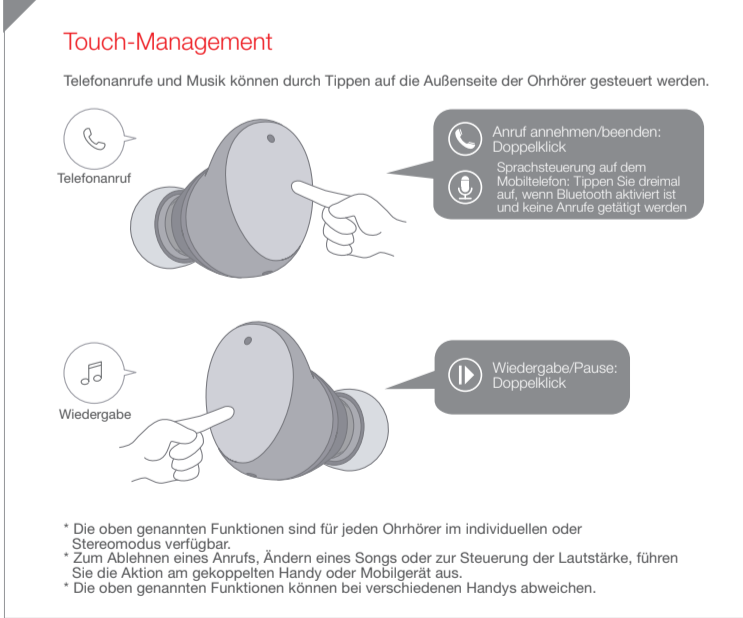 Touch-Management
Telefonanrufe und Musik können durch Tippen auf die Außenseite der Ohrhörer gesteuert werden.
Telefonanruf
Anruf annehmen/beenden:
Doppelklick
Sprachsteuerung auf dem
Mobiltelefon: Tippen Sie dreimal
auf, wenn Bluetooth aktiviert ist
und keine Anrufe getätigt werden
Wiedergabe
Wiedergabe/Pause:
Doppelklick
* Die oben genannten Funktionen sind für jeden Ohrhörer im individuellen oder
Stereomodus verfügbar.
* Zum Ablehnen eines Anrufs, Ändern eines Songs oder zur Steuerung der Lautstärke, führen
Sie die Aktion am gekoppelten Handy oder Mobilgerät aus.
* Die oben genannten Funktionen können bei verschiedenen Handys abweichen.